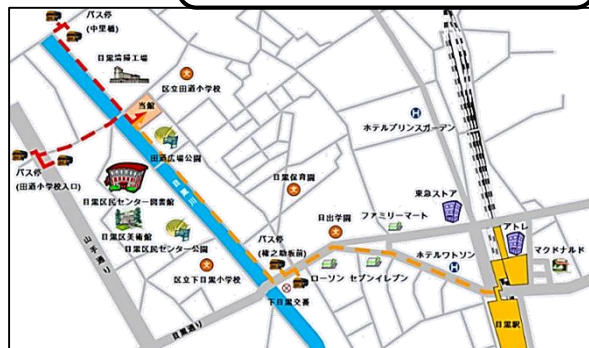 バス停
(中里橋)
目黒清掃工場
区立田道小学校
当館
ホテルプリンスガーデン
田道広場公園
バス停
(田道小学校入口)
目黒区民センター図書館
目黒保育園
東急ストア
目黒川
日出学園
ファミリーマート
目黒区美術館
目黒区民センター公園
アトレ
マクドナルド
バス停
(権之助坂前)
ホテルワトソン
区立下目黒小学校
ローソン
セブンイレブン
山手通り
下目黒交番
目黒通り
目黒駅